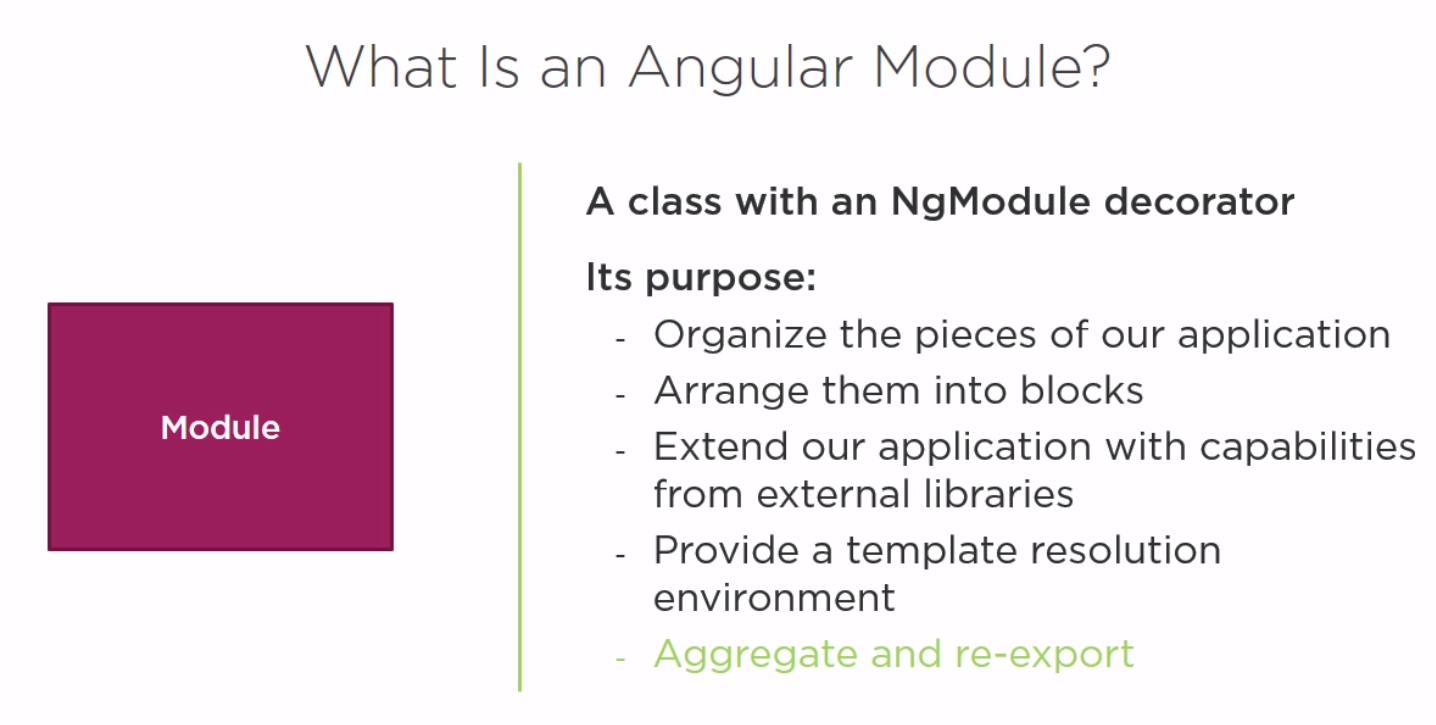 What Is an Angular Module?
Module
A class with an NgModule decorator
Its purpose:
- Organize the pieces of our application
- Arrange them into blocks
- Extend our application with capabilities
from external libraries
- Provide a template resolution
environment
- Aggregate and re-export